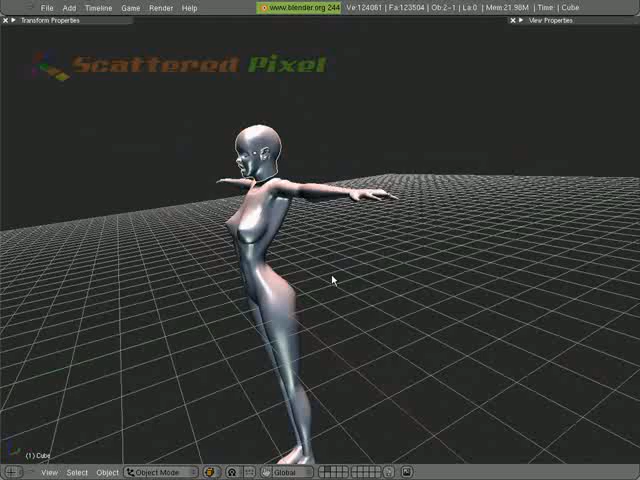 File Add Timeline Game Render Help
www.blender.org 244 Ve:124061 | Fa:123504 | Ob:2-1 | La:0 | Mem:21.98M | Time: | Cube
Transform Properties
View Properties
Scattered Pixel
(1) Cube
View Select Object Object Mode Global